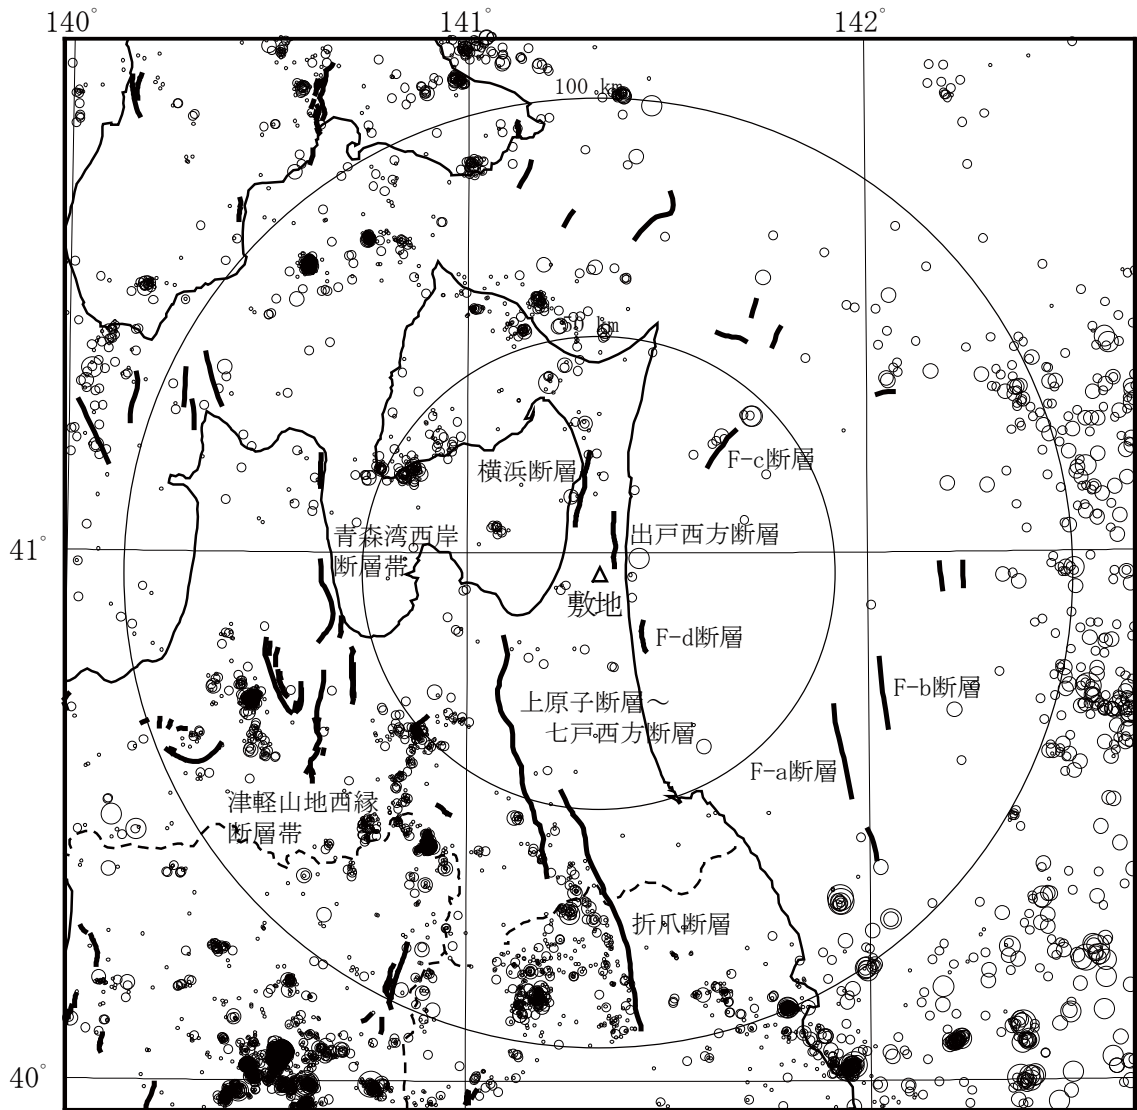 140°
141°
142°
100 km
50 km
F-c断層
横浜断層
青森湾西岸
断層帯
出戸西方断層
41°
敷地
F-d断層
F-b断層
上原子断層～
七戸西方断層
F-a断層
津軽山地西縁
断層帯
折爪断層
40°